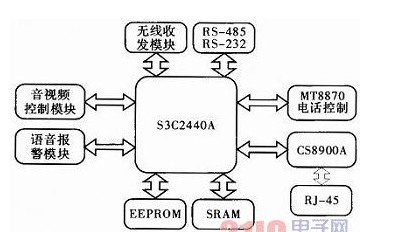 无线收
发模块
RS-485
RS-232
音视频
控制模块
S3C2440A
MT8870
电话控制
语音报
警模块
CS8900A
EEPROM
SRAM
RJ-45
电子网